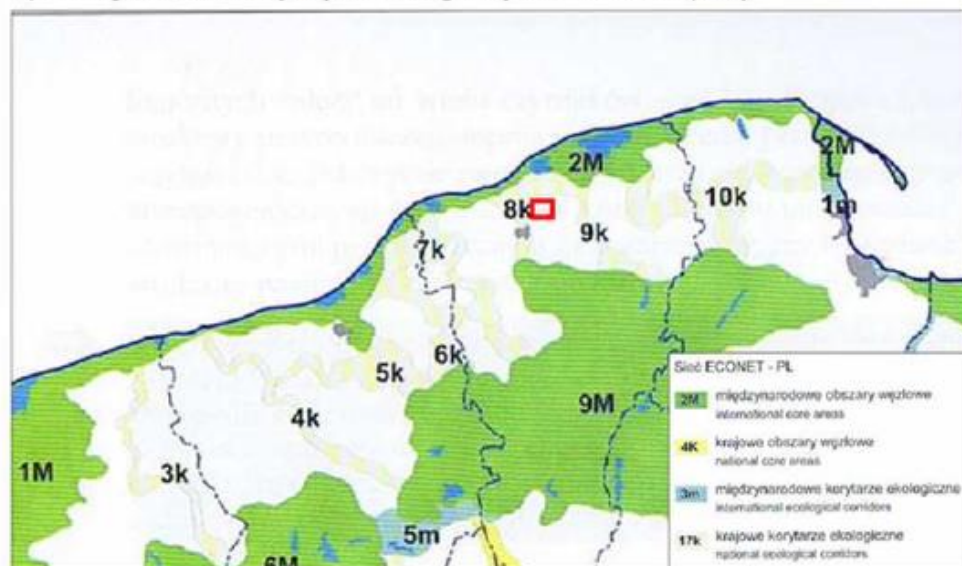 2M
2M
8k
9k
10k
1m
7k
6k
5k
4k
9M
1M
3k
5m
6M
Sieć ECONET - PL
2M międzynarodowe obszary węzłowe
international core areas
4K krajowe obszary węzłowe
national core areas
3m międzynarodowe korytarze ekologiczne
international ecological corridors
17k krajowe korytarze ekologiczne
national ecological corridors